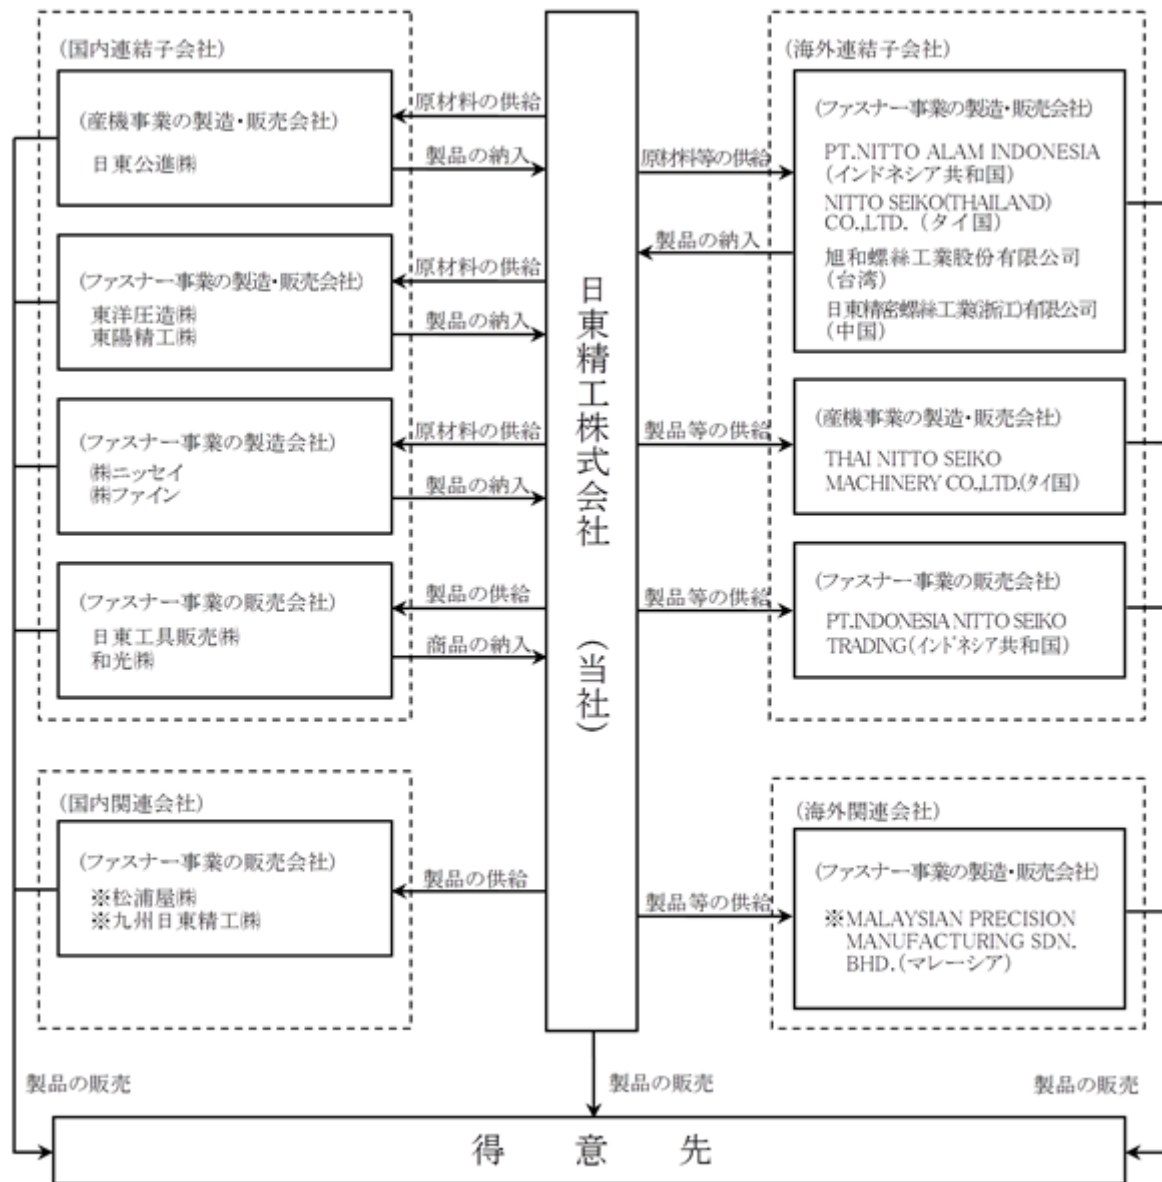 (国内連結子会社)
(産機事業の製造・販売会社)
日東公進㈱
原材料の供給
製品の納入
(ファスナー事業の製造・販売会社)
東洋圧造㈱
東陽精工㈱
原材料の供給
製品の納入
(ファスナー事業の製造会社)
㈱ニッセイ
㈱ファイン
原材料の供給
製品の納入
(ファスナー事業の販売会社)
日東工具販売㈱
和光㈱
製品の供給
商品の納入
(国内関連会社)
(ファスナー事業の販売会社)
※松浦屋㈱
※九州日東精工㈱
製品の供給
日東精工株式会社 (当社)
(海外連結子会社)
原材料等の供給
製品の納入
(ファスナー事業の製造・販売会社)
PT.NITTO ALAM INDONESIA
(インドネシア共和国)
NITTO SEIKO(THAILAND)
CO.,LTD. (タイ国)
旭和螺絲工業股份有限公司
(台湾)
日東精密螺絲工業(浙江)有限公司
(中国)
製品等の供給
(産機事業の製造・販売会社)
THAI NITTO SEIKO
MACHINERY CO.,LTD.(タイ国)
製品等の供給
(ファスナー事業の販売会社)
PT.INDONESIA NITTO SEIKO
TRADING(インドネシア共和国)
(海外関連会社)
製品等の供給
(ファスナー事業の製造・販売会社)
※MALAYSIAN PRECISION
MANUFACTURING SDN.
BHD.(マレーシア)
製品の販売
製品の販売
製品の販売
得意先